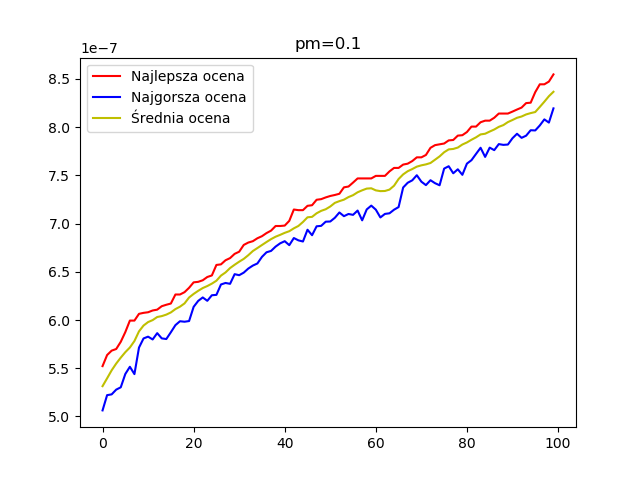 pm=0.1
1e−7
Najlepsza ocena
Najgorsza ocena
Średnia ocena
8.5
8.0
7.5
7.0
6.5
6.0
5.5
5.0
0 20 40 60 80 100